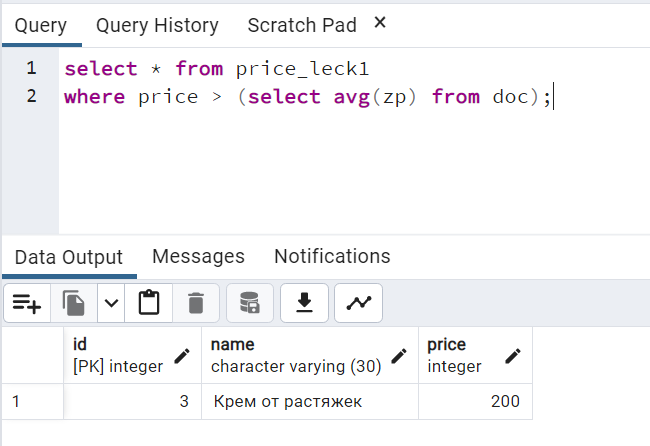 Query Query History Scratch Pad ×
1 select * from price_leck1
2 where price > (select avg(zp) from doc);
Data Output Messages Notifications
id name price
[PK] integer character varying (30) integer
1 3 Крем от растяжек 200